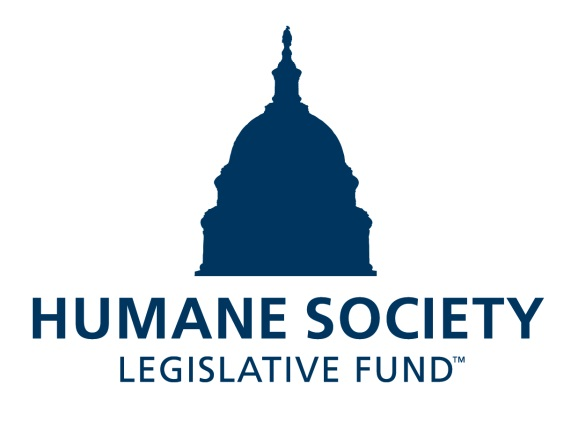 HUMANE SOCIETY
LEGISLATIVE FUND™